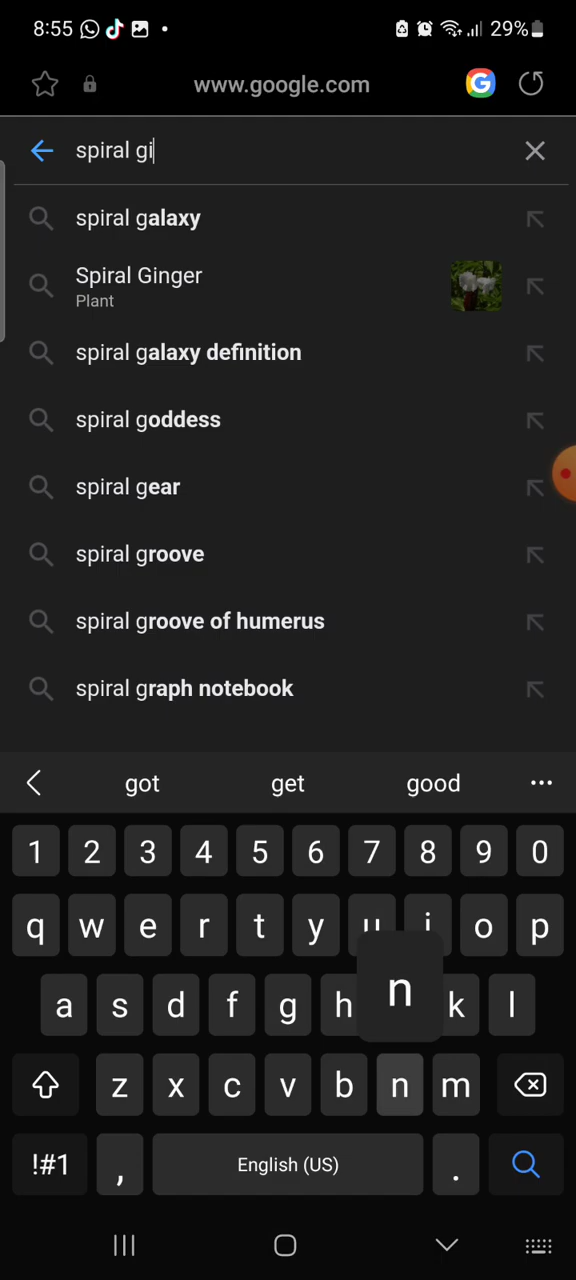 8:55 29%
www.google.com G
spiral gi
spiral galaxy
Spiral Ginger
Plant
spiral galaxy definition
spiral goddess
spiral gear
spiral groove
spiral groove of humerus
spiral graph notebook
got get good
1 2 3 4 5 6 7 8 9 0
q w e r t y u i o p
a s d f g h n k l
z x c v b n m
!#1 , English (US) .